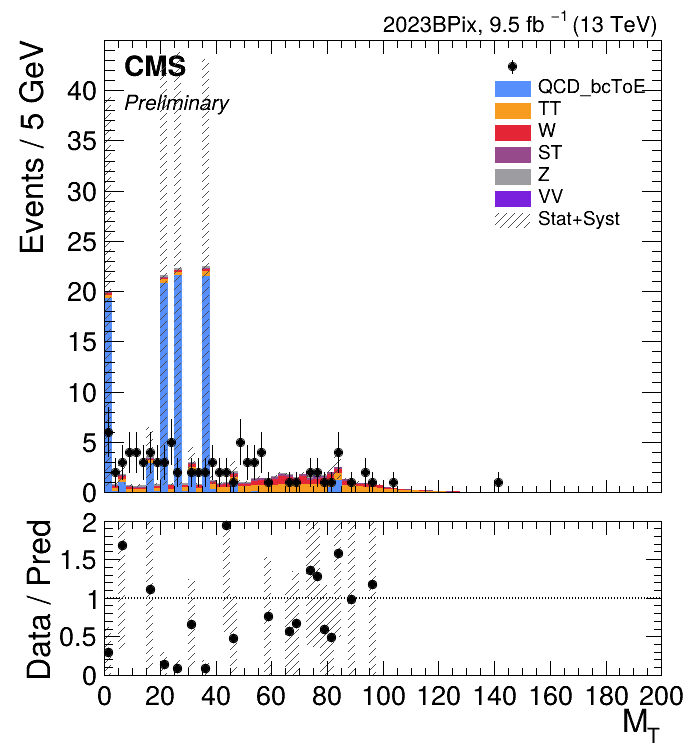 2023BPix, 9.5 fb⁻¹ (13 TeV)
CMS
Preliminary
Events / 5 GeV
40
35
30
25
20
15
10
5
0
QCD_bcToE
TT
W
ST
Z
VV
Stat+Syst
Data / Pred
2
1.5
1
0.5
0
0 20 40 60 80 100 120 140 160 180 200
M_T